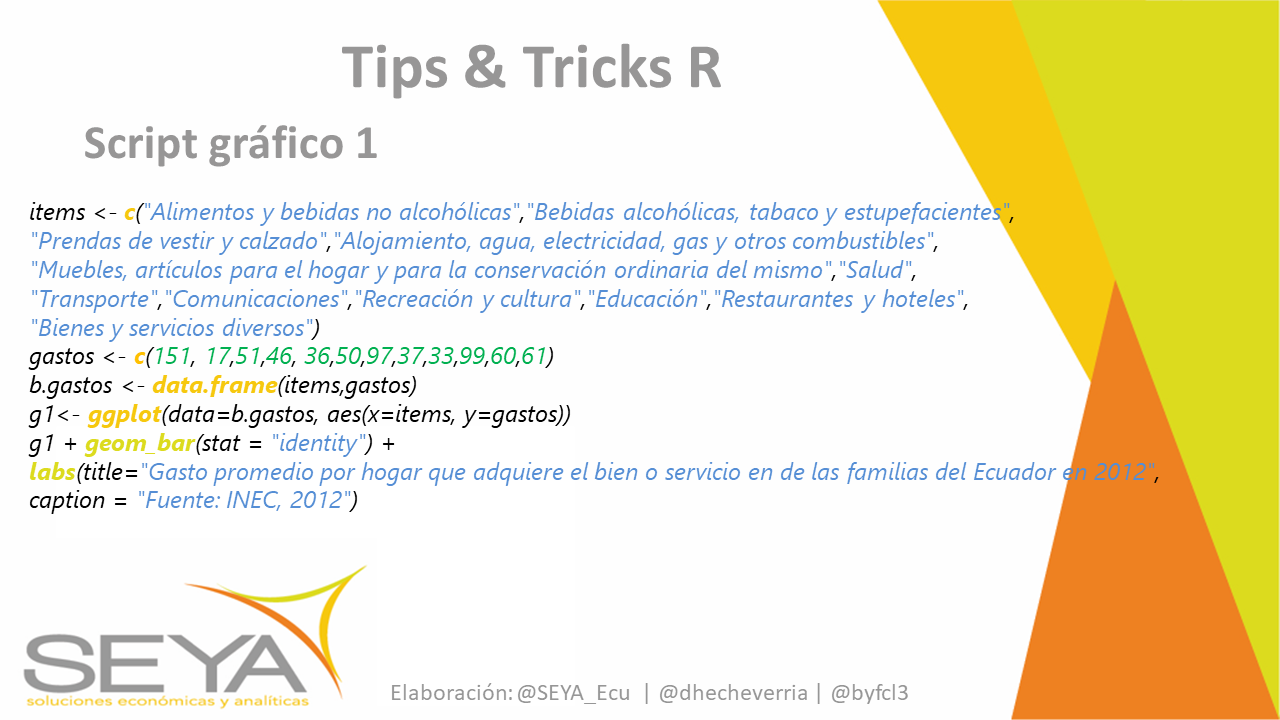 Tips & Tricks R
Script gráfico 1
items <- c("Alimentos y bebidas no alcohólicas","Bebidas alcohólicas, tabaco y estupefacientes",
"Prendas de vestir y calzado","Alojamiento, agua, electricidad, gas y otros combustibles",
"Muebles, artículos para el hogar y para la conservación ordinaria del mismo","Salud",
"Transporte","Comunicaciones","Recreación y cultura","Educación","Restaurantes y hoteles",
"Bienes y servicios diversos")
gastos <- c(151, 17,51,46, 36,50,97,37,33,99,60,61)
b.gastos <- data.frame(items,gastos)
g1<- ggplot(data=b.gastos, aes(x=items, y=gastos))
g1 + geom_bar(stat = "identity") +
labs(title="Gasto promedio por hogar que adquiere el bien o servicio en de las familias del Ecuador en 2012",
caption = "Fuente: INEC, 2012")
SEYA
soluciones económicas y analíticas
Elaboración: @SEYA_Ecu | @dhecheverria | @byfcl3